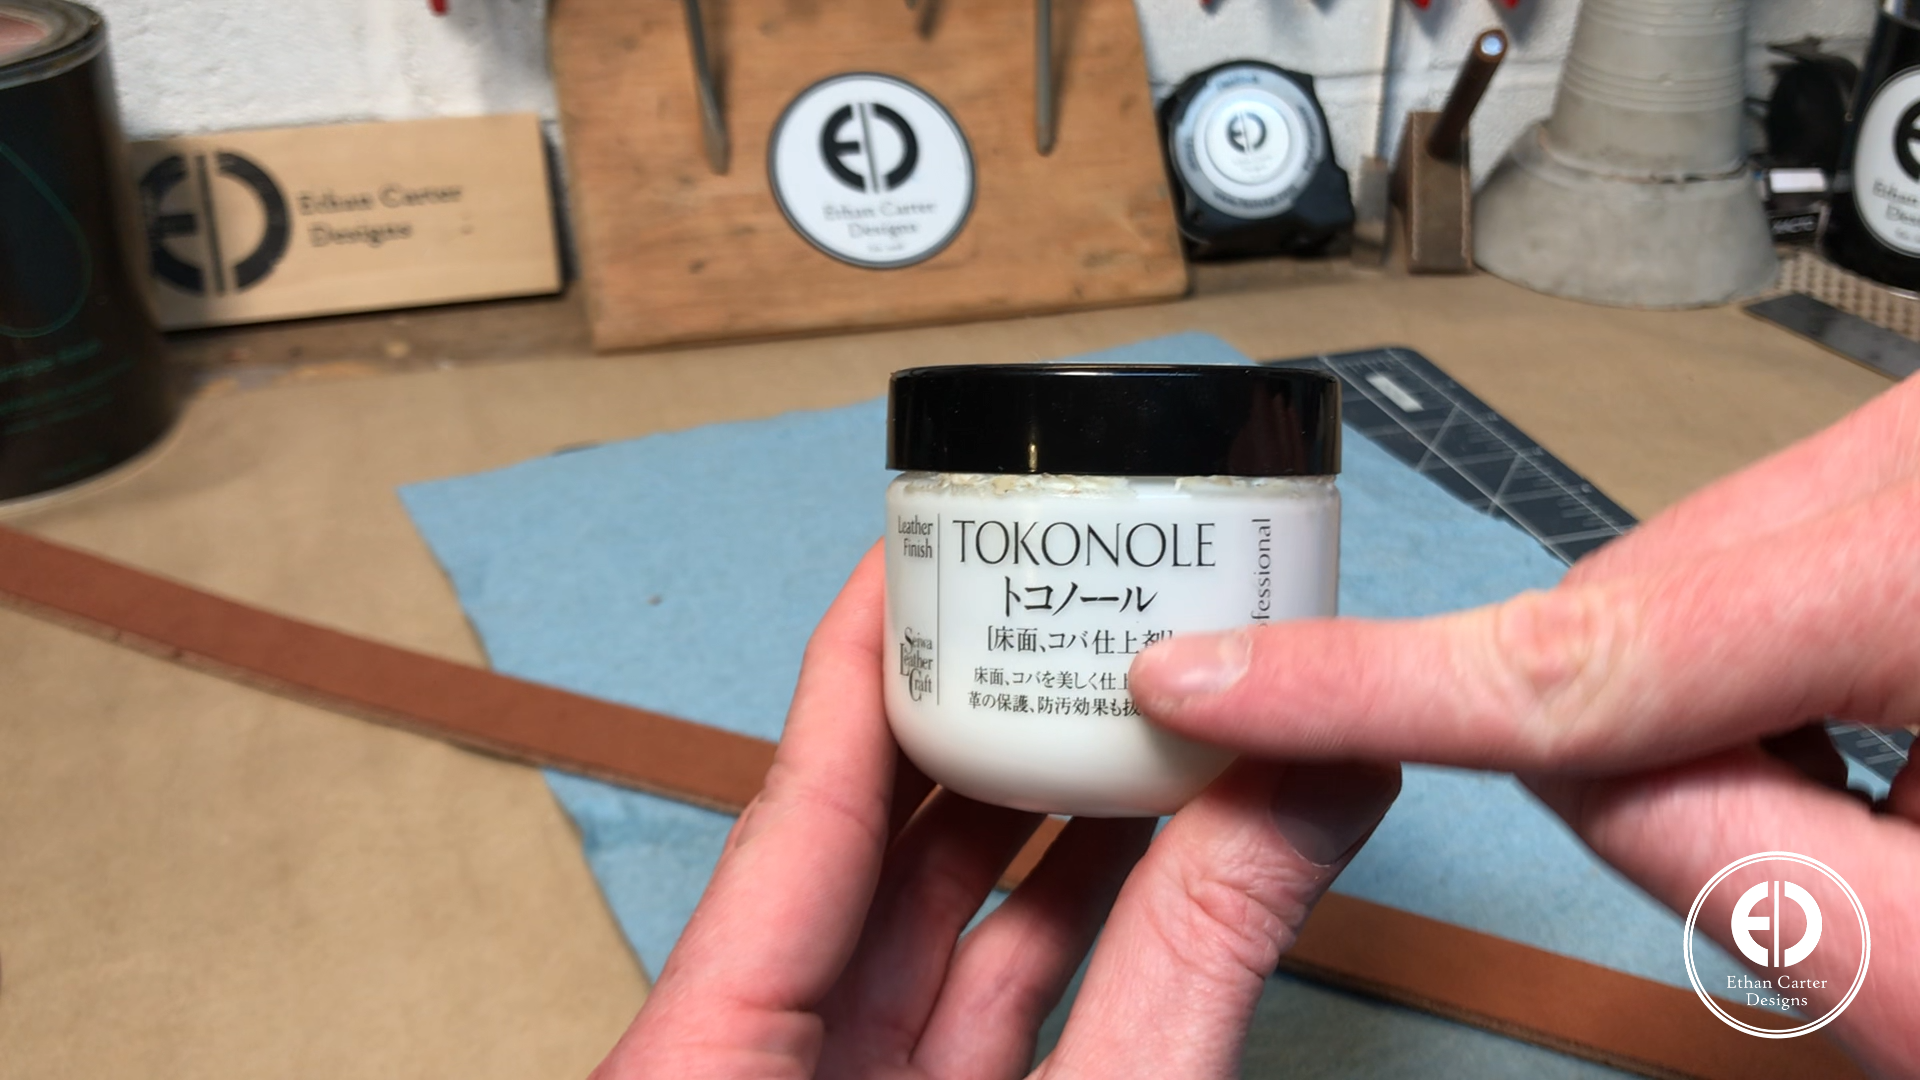 Ethan Carter
Designs
Ethan Carter
Designs
Leather
Finish
TOKONOLE
トコノール
[床面、コバ仕上剤]
床面、コバを美しく仕上
革の保護、防汚効果も抜
Seiwa
Leather
Craft
Ethan Carter
Designs